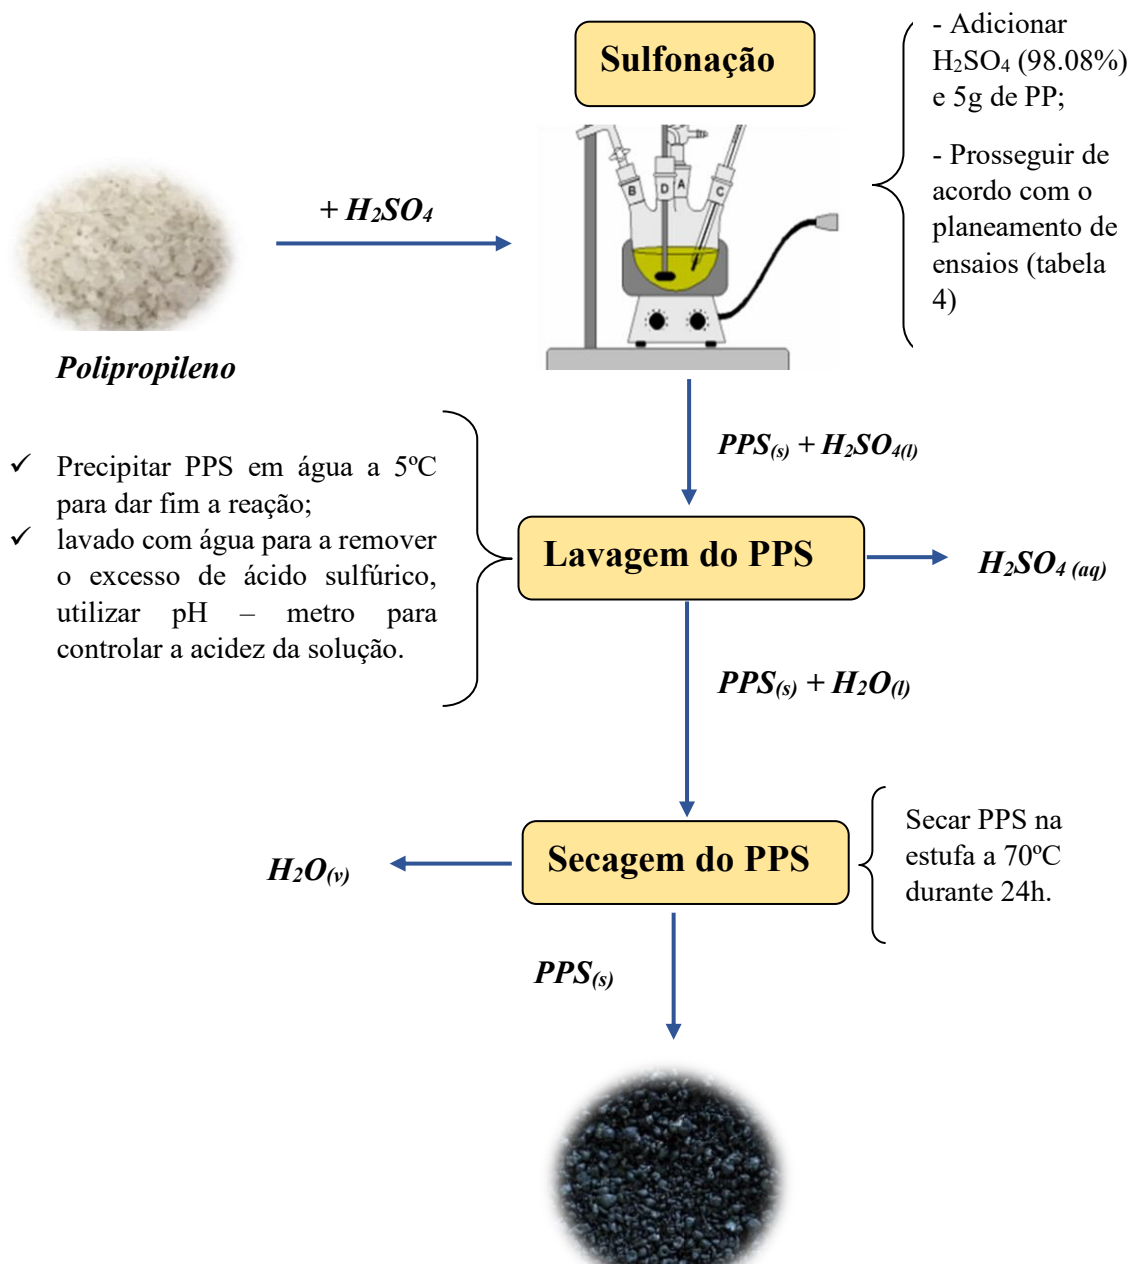 Sulfonação
- Adicionar
H₂SO₄ (98.08%)
e 5g de PP;
- Prosseguir de
acordo com o
planeamento de
ensaios (tabela
4)
+ H₂SO₄
B
D
A
C
Polipropileno
PPS(s) + H₂SO₄(l)
✓ Precipitar PPS em água a 5ºC
para dar fim a reação;
✓ lavado com água para a remover
o excesso de ácido sulfúrico,
utilizar pH – metro para
controlar a acidez da solução.
Lavagem do PPS
H₂SO₄ (aq)
PPS(s) + H₂O(l)
Secagem do PPS
Secar PPS na
estufa a 70ºC
durante 24h.
H₂O(v)
PPS(s)